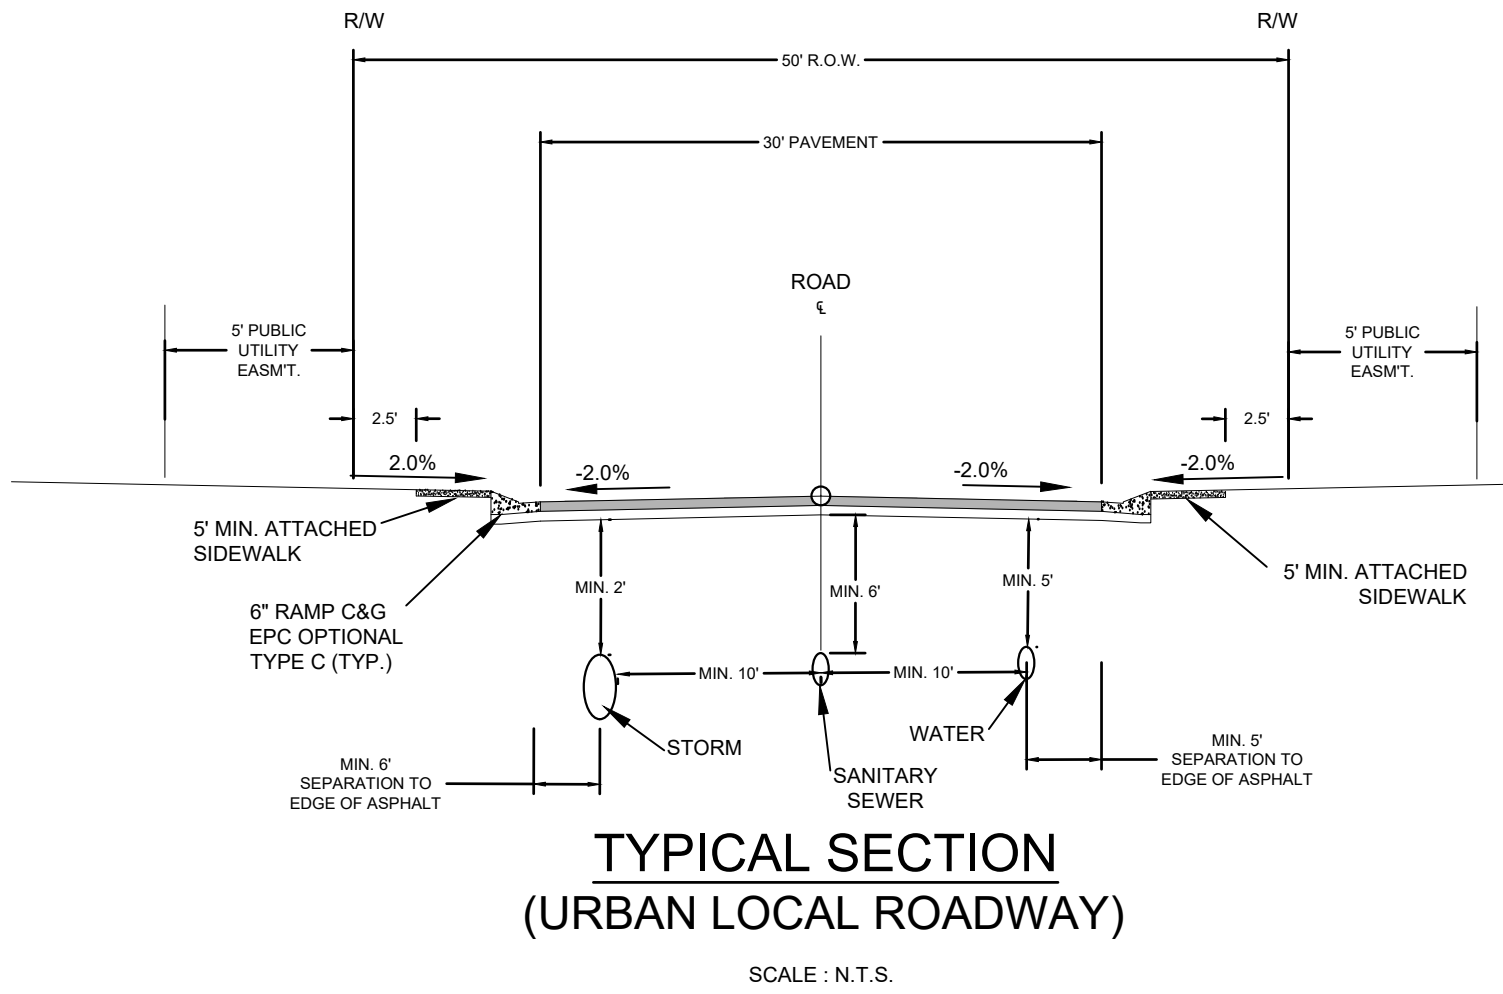 R/W
R/W
50' R.O.W.
30' PAVEMENT
ROAD
℄
5' PUBLIC
UTILITY
EASM'T.
5' PUBLIC
UTILITY
EASM'T.
2.5'
2.5'
2.0%
-2.0%
-2.0%
-2.0%
5' MIN. ATTACHED
SIDEWALK
5' MIN. ATTACHED
SIDEWALK
6" RAMP C&G
EPC OPTIONAL
TYPE C (TYP.)
MIN. 2'
MIN. 6'
MIN. 5'
MIN. 10'
MIN. 10'
STORM
WATER
SANITARY
SEWER
MIN. 6'
SEPARATION TO
EDGE OF ASPHALT
MIN. 5'
SEPARATION TO
EDGE OF ASPHALT
TYPICAL SECTION
(URBAN LOCAL ROADWAY)
SCALE : N.T.S.